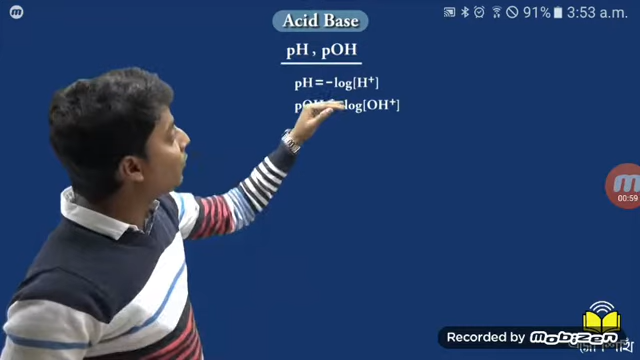 91% 3:53 a.m.
Acid Base
pH , pOH
pH=-log[H⁺]
pOH =-log[OH⁺]
00:59
Recorded by mobizen